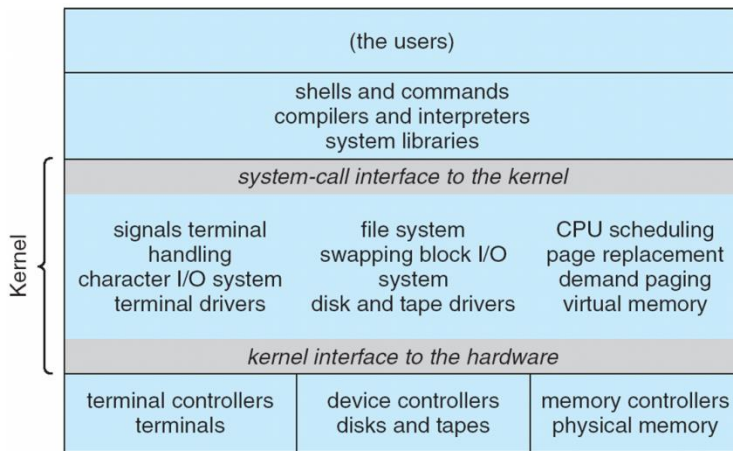 (the users)
shells and commands
compilers and interpreters
system libraries
system-call interface to the kernel
Kernel
signals terminal
handling
character I/O system
terminal drivers
file system
swapping block I/O
system
disk and tape drivers
CPU scheduling
page replacement
demand paging
virtual memory
kernel interface to the hardware
terminal controllers
terminals
device controllers
disks and tapes
memory controllers
physical memory